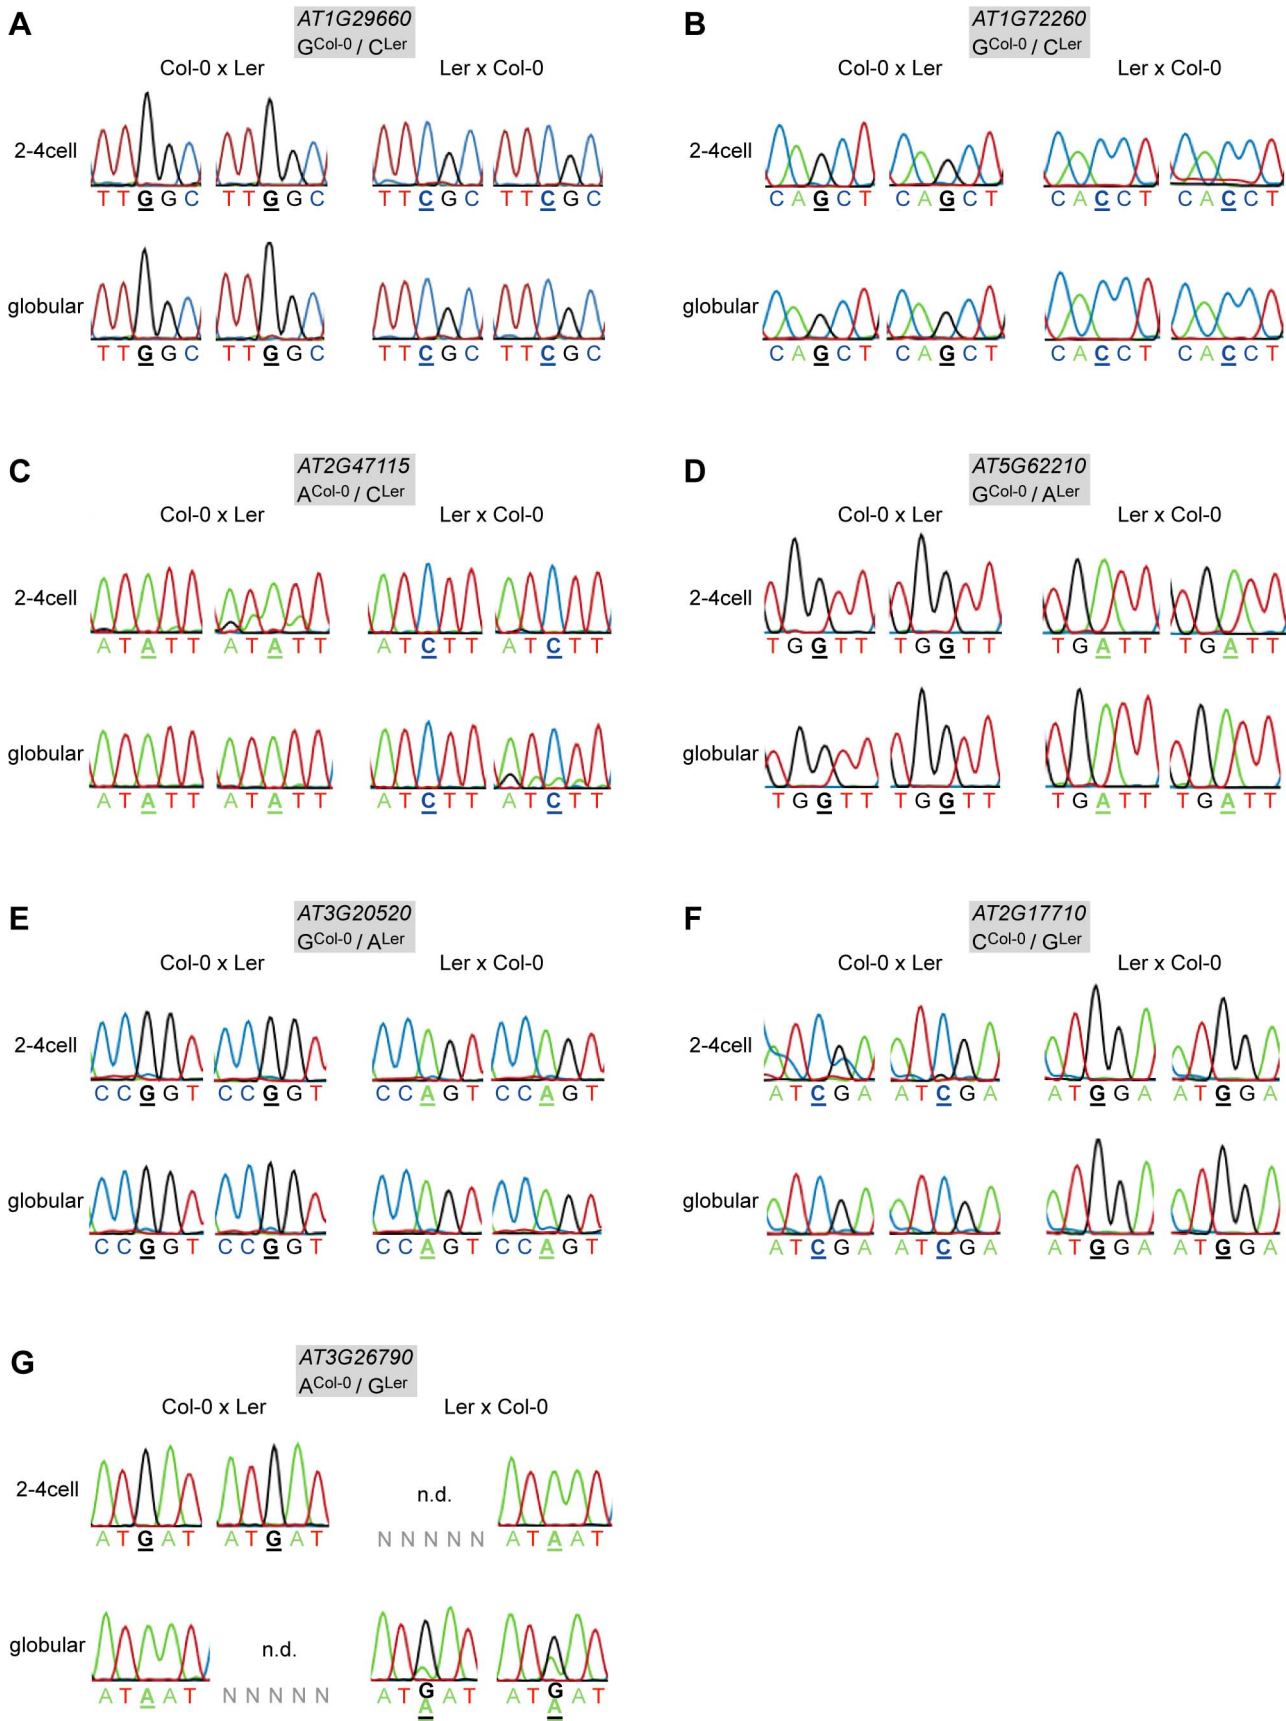 A
AT1G29660
GCol-0 / CLer
Col-0 x Ler
Ler x Col-0
2-4cell
T T G G C
T T G G C
T T C G C
T T C G C
globular
T T G G C
T T G G C
T T C G C
T T C G C
B
AT1G72260
GCol-0 / CLer
Col-0 x Ler
Ler x Col-0
2-4cell
C A G C T
C A G C T
C A C C T
C A C C T
globular
C A G C T
C A G C T
C A C C T
C A C C T
C
AT2G47115
ACol-0 / CLer
Col-0 x Ler
Ler x Col-0
2-4cell
A T A T T
A T A T T
A T C T T
A T C T T
globular
A T A T T
A T A T T
A T C T T
A T C T T
D
AT5G62210
GCol-0 / ALer
Col-0 x Ler
Ler x Col-0
2-4cell
T G G T T
T G G T T
T G A T T
T G A T T
globular
T G G T T
T G G T T
T G A T T
T G A T T
E
AT3G20520
GCol-0 / ALer
Col-0 x Ler
Ler x Col-0
2-4cell
C C G G T
C C G G T
C C A G T
C C A G T
globular
C C G G T
C C G G T
C C A G T
C C A G T
F
AT2G17710
CCol-0 / GLer
Col-0 x Ler
Ler x Col-0
2-4cell
A T C G A
A T C G A
A T G G A
A T G G A
globular
A T C G A
A T C G A
A T G G A
A T G G A
G
AT3G26790
ACol-0 / GLer
Col-0 x Ler
Ler x Col-0
2-4cell
A T G A T
A T G A T
n.d.
N N N N N
A T A A T
globular
A T A A T
n.d.
N N N N N
A T G A T
A
A T G A T
A